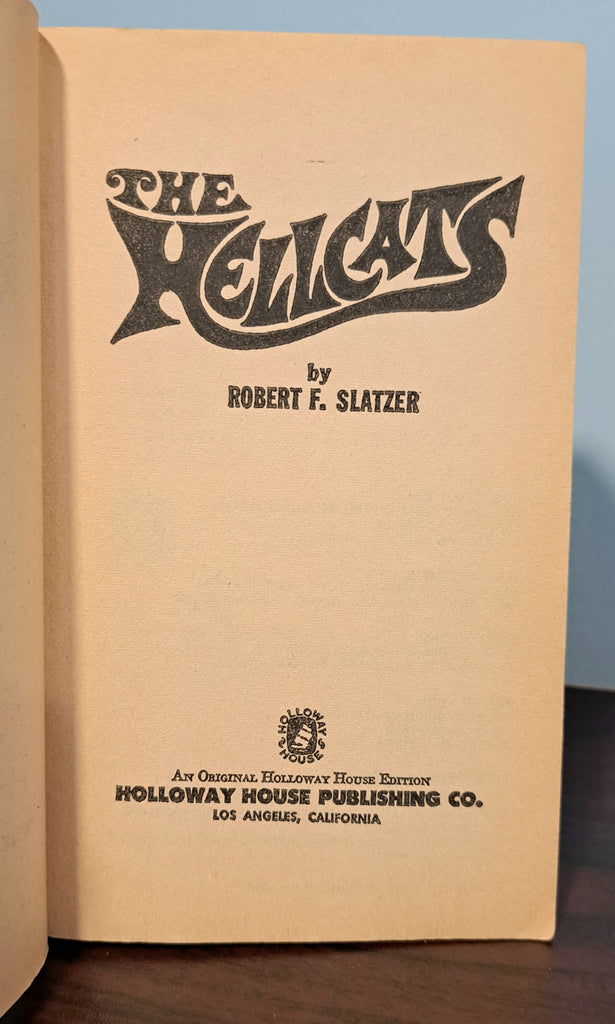 THE
HELLCATS
by
ROBERT F. SLATZER
HOLLOWAY
HOUSE
AN ORIGINAL HOLLOWAY HOUSE EDITION
HOLLOWAY HOUSE PUBLISHING CO.
LOS ANGELES, CALIFORNIA